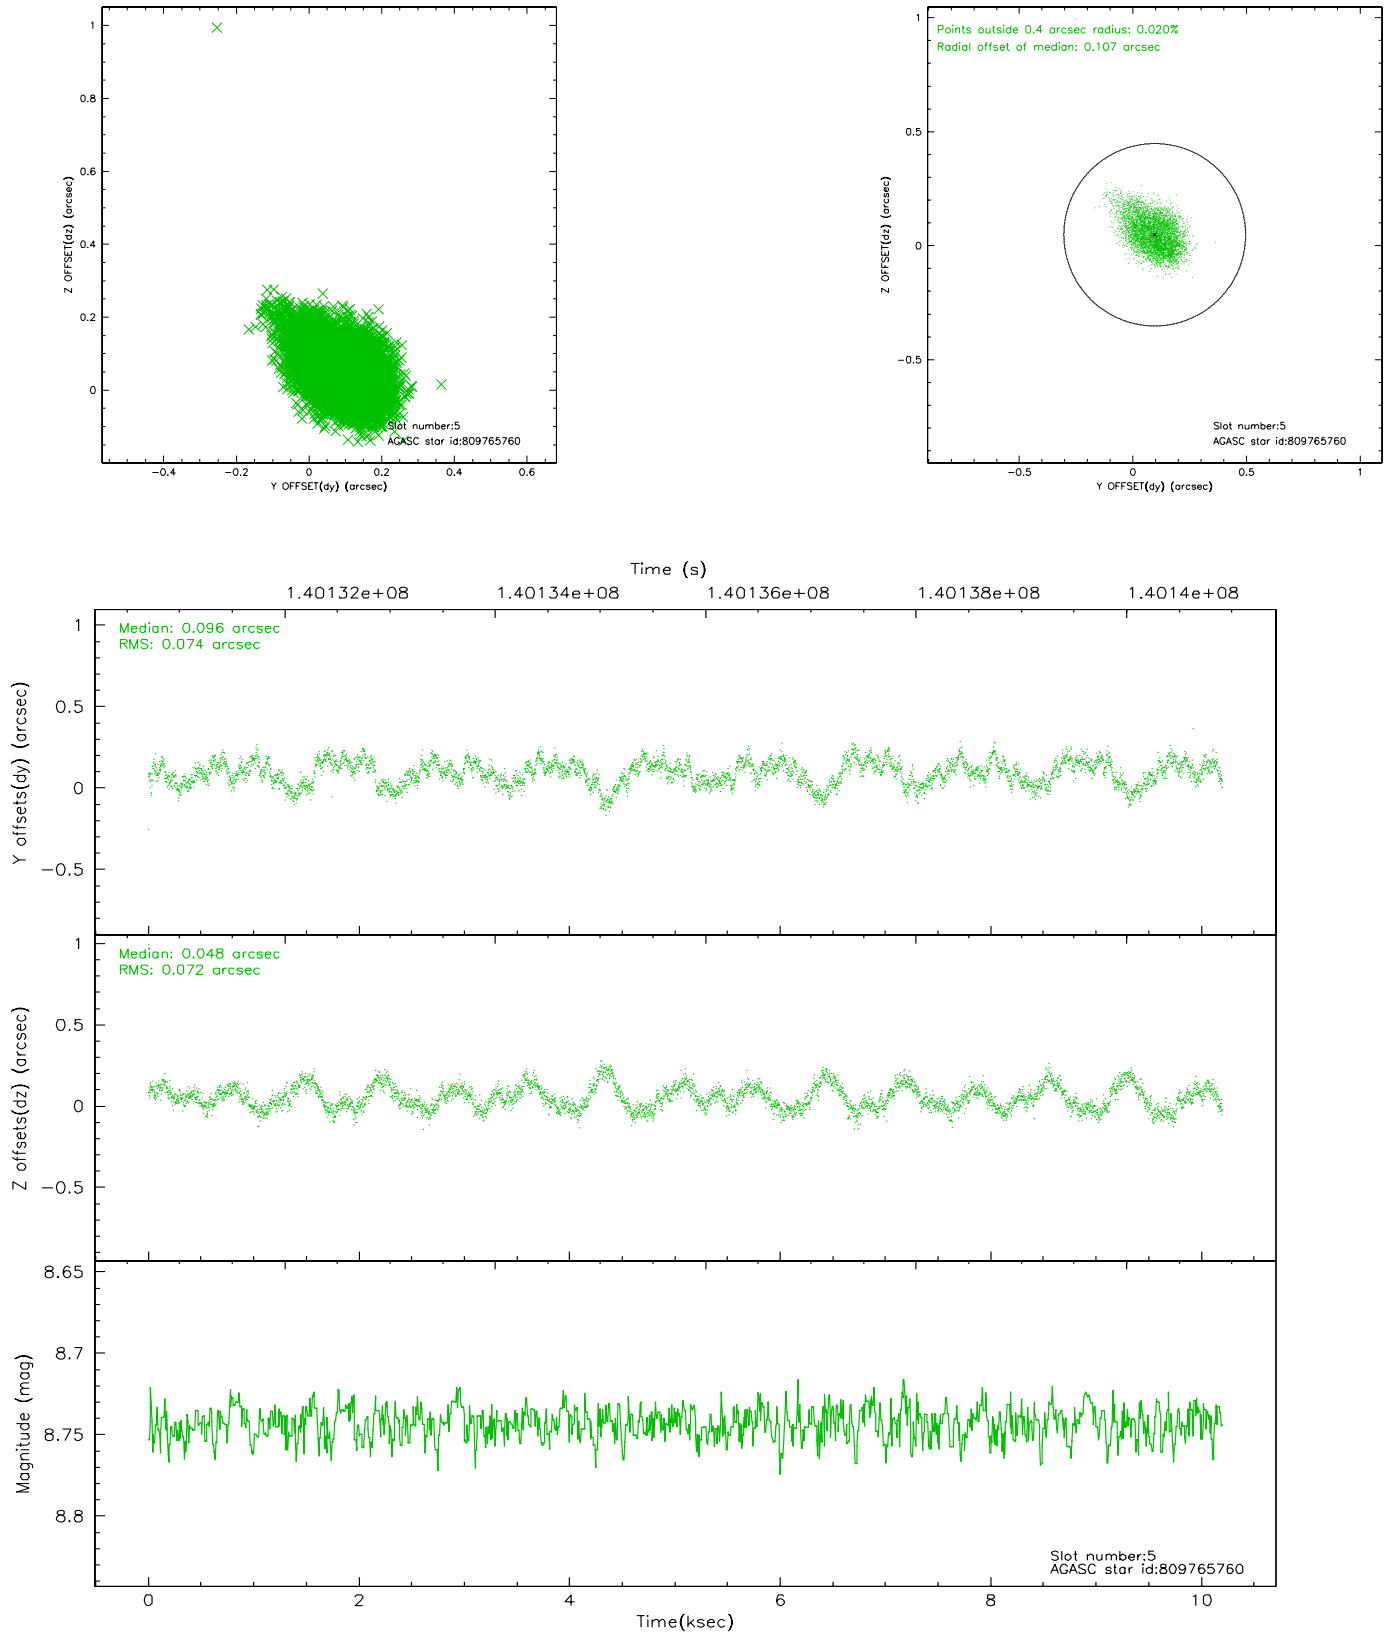 1
0.8
0.6
0.4
0.2
0
Z OFFSET(dz) (arcsec)
Slot number:5
AGASC star id:809765760
−0.4 −0.2 0 0.2 0.4 0.6
Y OFFSET(dy) (arcsec)
Points outside 0.4 arcsec radius: 0.020%
Radial offset of median: 0.107 arcsec
1
0.5
0
−0.5
Z OFFSET(dz) (arcsec)
Slot number:5
AGASC star id:809765760
−0.5 0 0.5 1
Y OFFSET(dy) (arcsec)
Time (s)
1.40132e+08 1.40134e+08 1.40136e+08 1.40138e+08 1.4014e+08
Median: 0.096 arcsec
RMS: 0.074 arcsec
1
0.5
0
−0.5
Y offsets(dy) (arcsec)
Median: 0.048 arcsec
RMS: 0.072 arcsec
1
0.5
0
−0.5
Z offsets(dz) (arcsec)
8.65
8.7
8.75
8.8
Magnitude (mag)
Slot number:5
AGASC star id:809765760
0 2 4 6 8 10
Time(ksec)